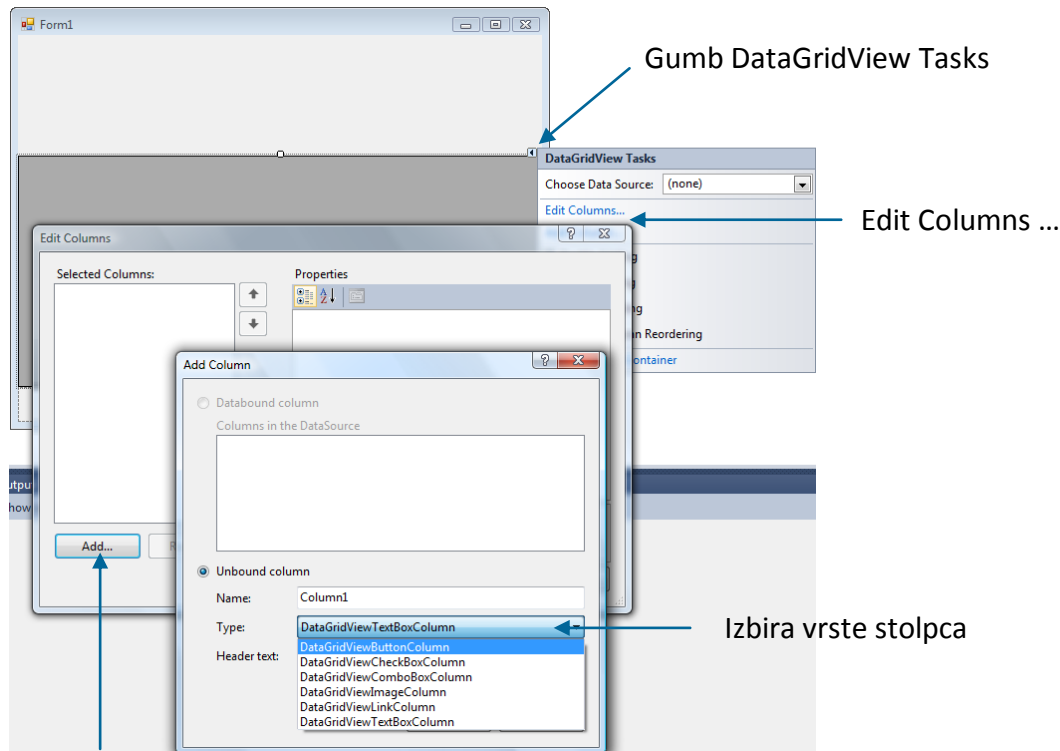 Form1
Gumb DataGridView Tasks
DataGridView Tasks
Choose Data Source: (none)
Edit Columns...
Edit Columns ...
an Reordering
ontainer
Edit Columns
Selected Columns:
Properties
Add...
Add Column
Databound column
Columns in the DataSource
Unbound column
Name: Column1
Type: DataGridViewTextBoxColumn
Izbira vrste stolpca
Header text:
DataGridViewButtonColumn
DataGridViewCheckBoxColumn
DataGridViewComboBoxColumn
DataGridViewImageColumn
DataGridViewLinkColumn
DataGridViewTextBoxColumn